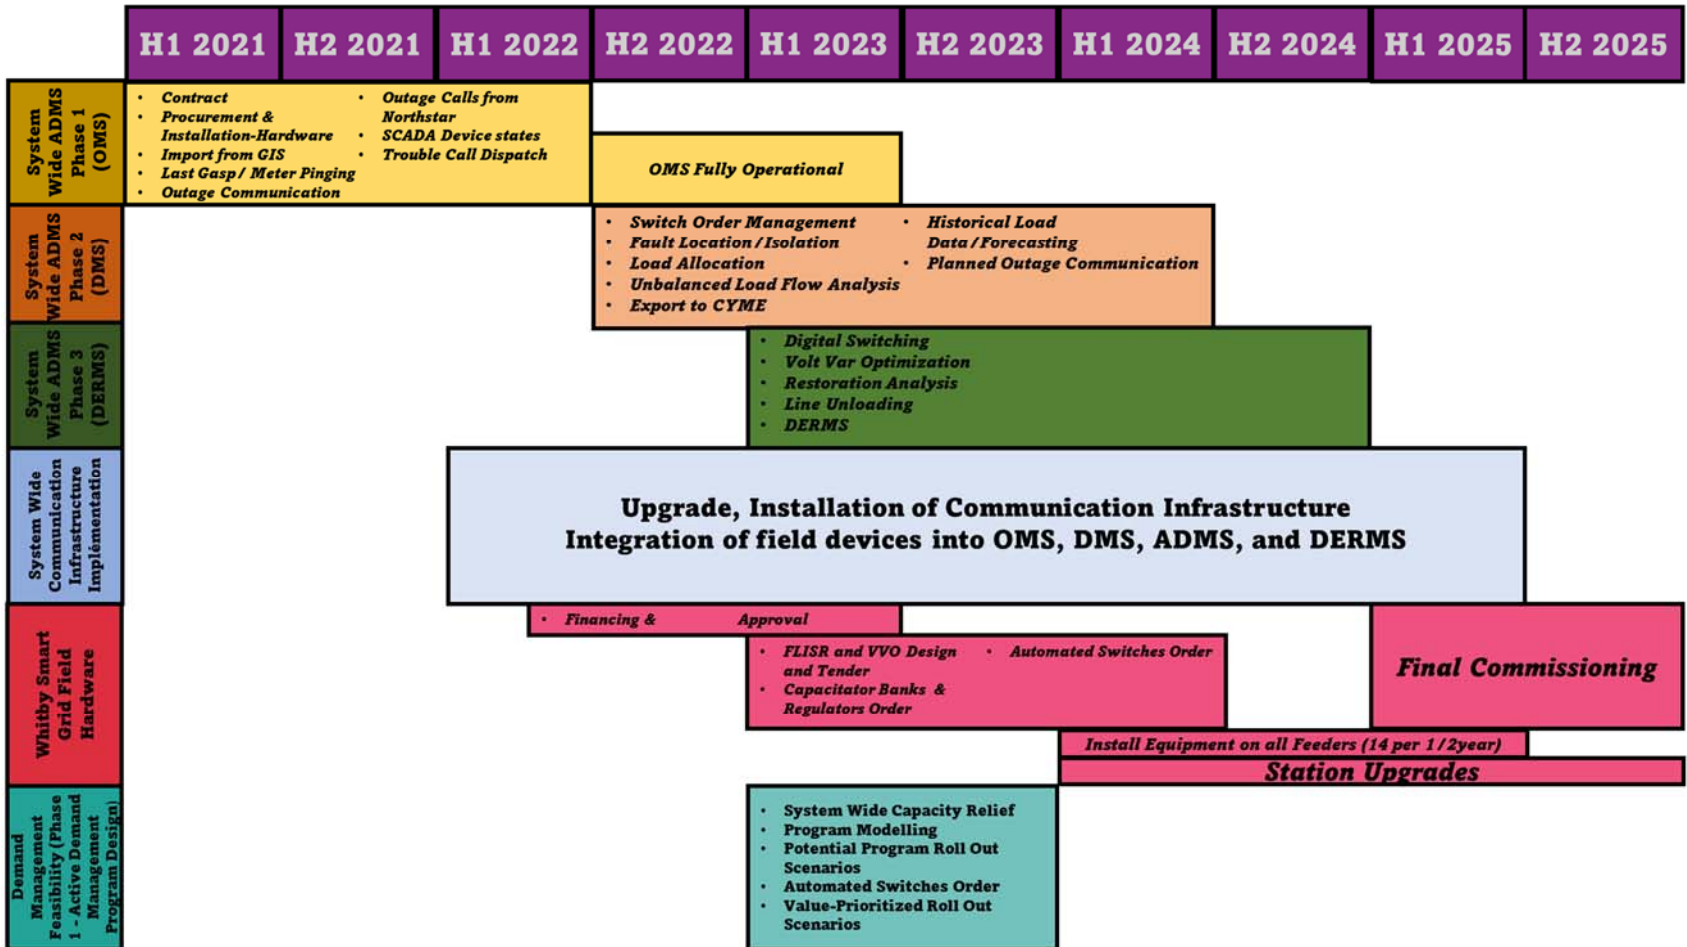 H1 2021
H2 2021
H1 2022
H2 2022
H1 2023
H2 2023
H1 2024
H2 2024
H1 2025
H2 2025
System
Wide ADMS
Phase 1
(OMS)
• Contract
• Procurement &
Installation-Hardware
• Import from GIS
• Last Gasp / Meter Pinging
• Outage Communication
• Outage Calls from
Northstar
• SCADA Device states
• Trouble Call Dispatch
OMS Fully Operational
System
Wide ADMS
Phase 2
(DMS)
• Switch Order Management
• Fault Location / Isolation
• Load Allocation
• Unbalanced Load Flow Analysis
• Export to CYME
• Historical Load
Data / Forecasting
• Planned Outage Communication
System
Wide ADMS
Phase 3
(DERMS)
• Digital Switching
• Volt Var Optimization
• Restoration Analysis
• Line Unloading
• DERMS
System Wide
Communication
Infrastructure
Implémentation
Upgrade, Installation of Communication Infrastructure
Integration of field devices into OMS, DMS, ADMS, and DERMS
Whitby Smart
Grid Field
Hardware
• Financing & Approval
• FLISR and VVO Design
and Tender
• Capacitator Banks &
Regulators Order
• Automated Switches Order
Final Commissioning
Install Equipment on all Feeders (14 per 1/2year)
Station Upgrades
Demand
Management
Feasibility (Phase
1 - Active Demand
Management
Program Design)
• System Wide Capacity Relief
• Program Modelling
• Potential Program Roll Out
Scenarios
• Automated Switches Order
• Value-Prioritized Roll Out
Scenarios